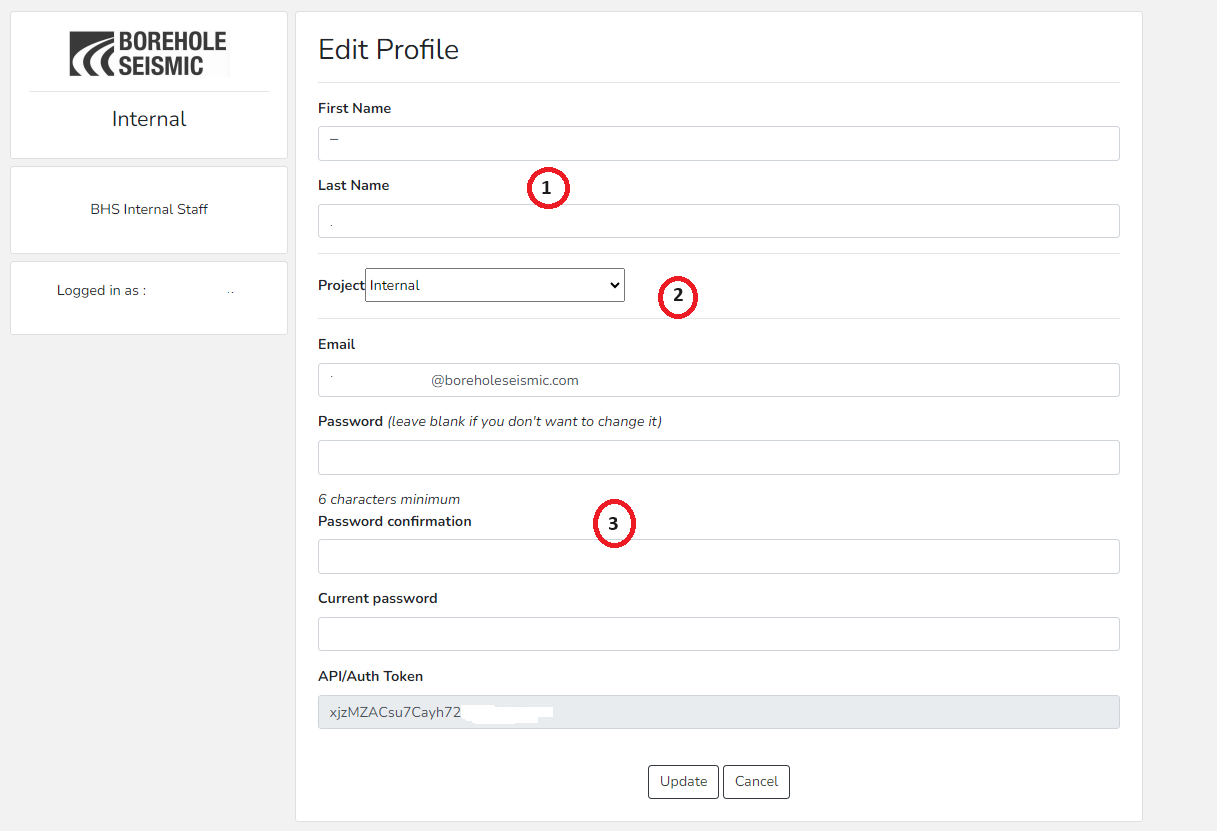 BOREHOLE
SEISMIC
Internal
BHS Internal Staff
Logged in as :
Edit Profile
First Name
Last Name
1
Project Internal
2
Email
@boreholeseismic.com
Password (leave blank if you don't want to change it)
6 characters minimum
Password confirmation
3
Current password
API/Auth Token
xjzMZACsu7Cayh72
Update Cancel